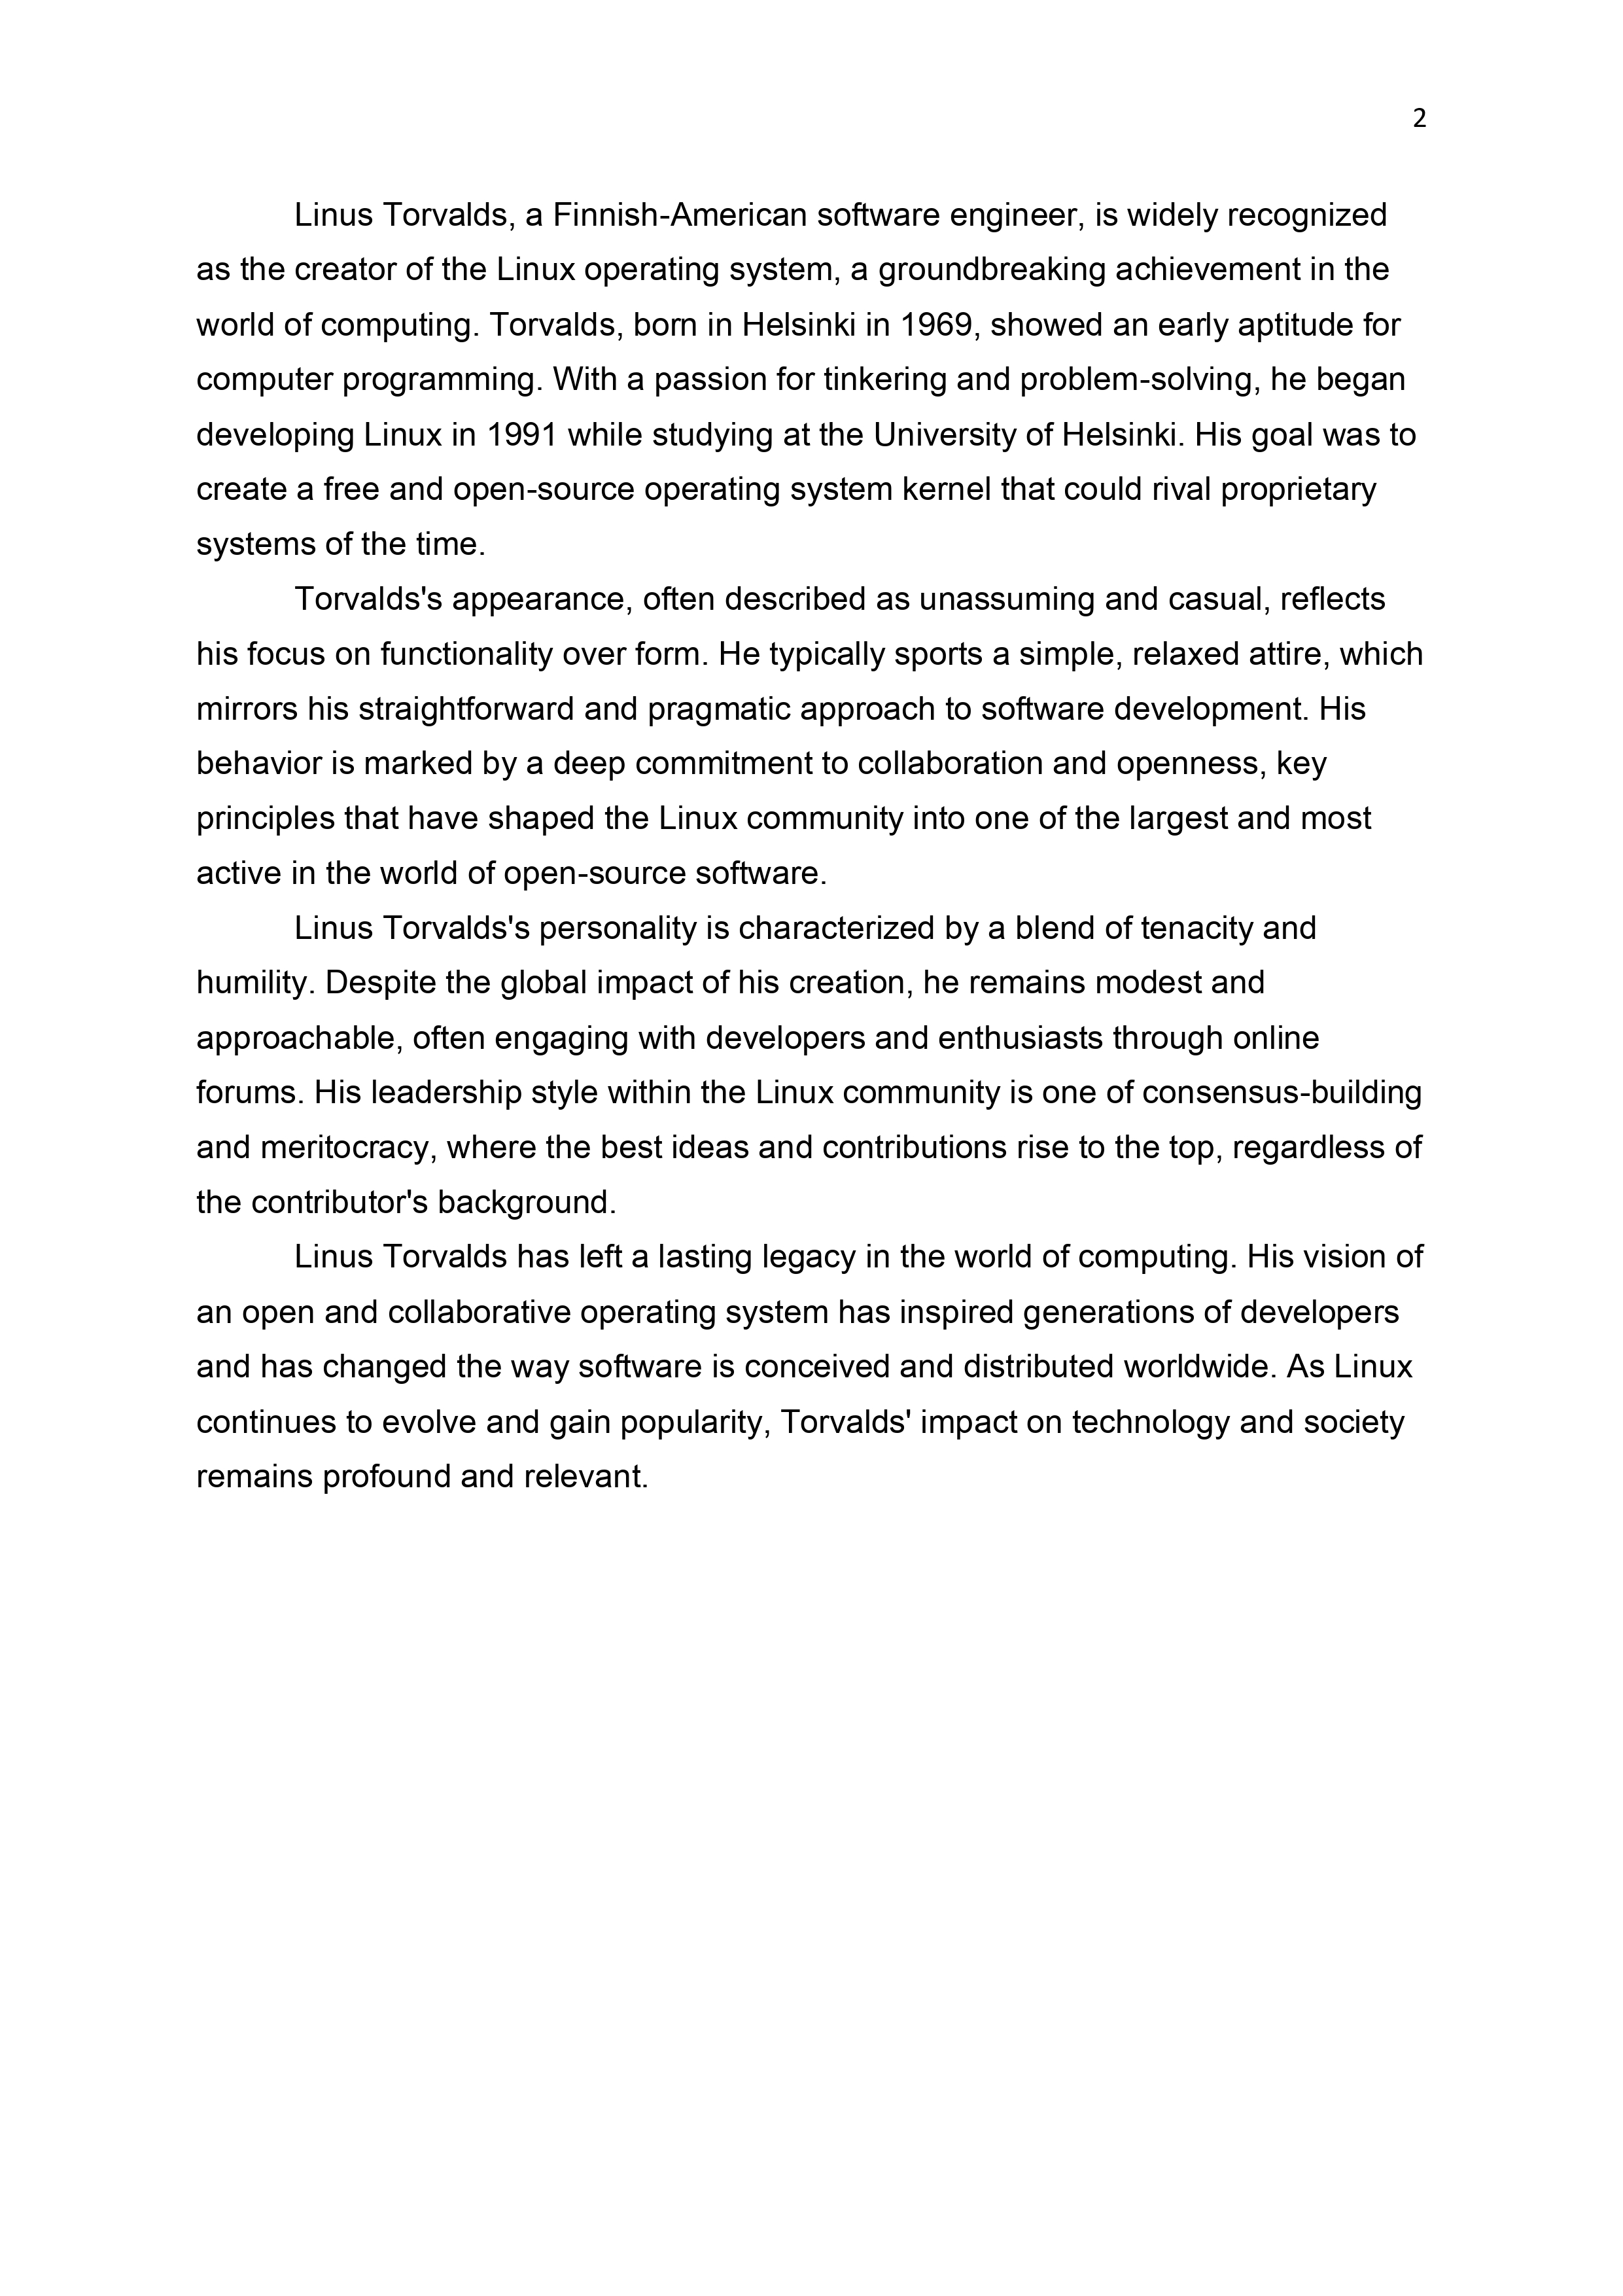 2
Linus Torvalds, a Finnish-American software engineer, is widely recognized
as the creator of the Linux operating system, a groundbreaking achievement in the
world of computing. Torvalds, born in Helsinki in 1969, showed an early aptitude for
computer programming. With a passion for tinkering and problem-solving, he began
developing Linux in 1991 while studying at the University of Helsinki. His goal was to
create a free and open-source operating system kernel that could rival proprietary
systems of the time.
Torvalds's appearance, often described as unassuming and casual, reflects
his focus on functionality over form. He typically sports a simple, relaxed attire, which
mirrors his straightforward and pragmatic approach to software development. His
behavior is marked by a deep commitment to collaboration and openness, key
principles that have shaped the Linux community into one of the largest and most
active in the world of open-source software.
Linus Torvalds's personality is characterized by a blend of tenacity and
humility. Despite the global impact of his creation, he remains modest and
approachable, often engaging with developers and enthusiasts through online
forums. His leadership style within the Linux community is one of consensus-building
and meritocracy, where the best ideas and contributions rise to the top, regardless of
the contributor's background.
Linus Torvalds has left a lasting legacy in the world of computing. His vision of
an open and collaborative operating system has inspired generations of developers
and has changed the way software is conceived and distributed worldwide. As Linux
continues to evolve and gain popularity, Torvalds' impact on technology and society
remains profound and relevant.